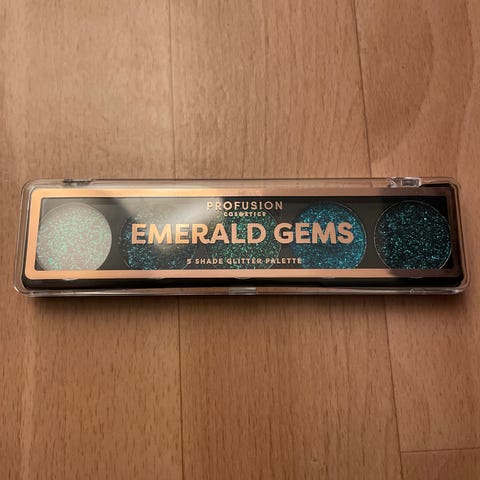 PROFUSION
COSMETICS
EMERALD GEMS
5 SHADE GLITTER PALETTE